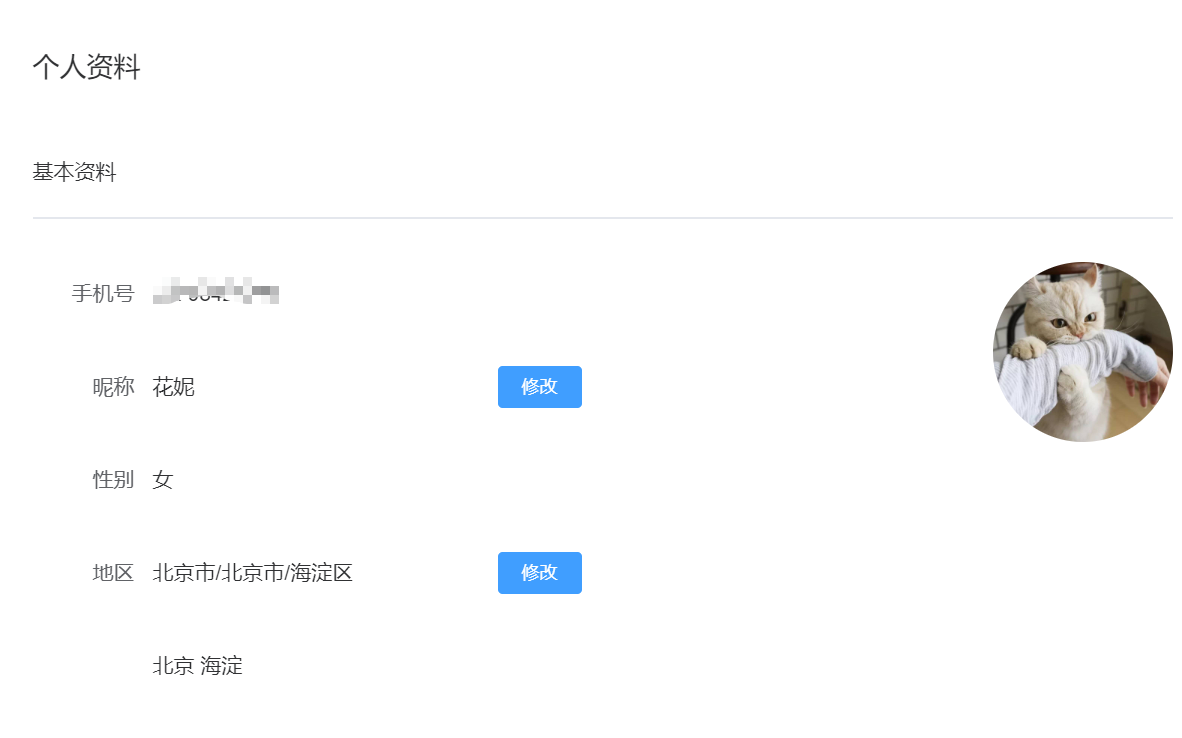 个人资料
基本资料
手机号
昵称 花妮 修改
性别 女
地区 北京市/北京市/海淀区 修改
北京 海淀